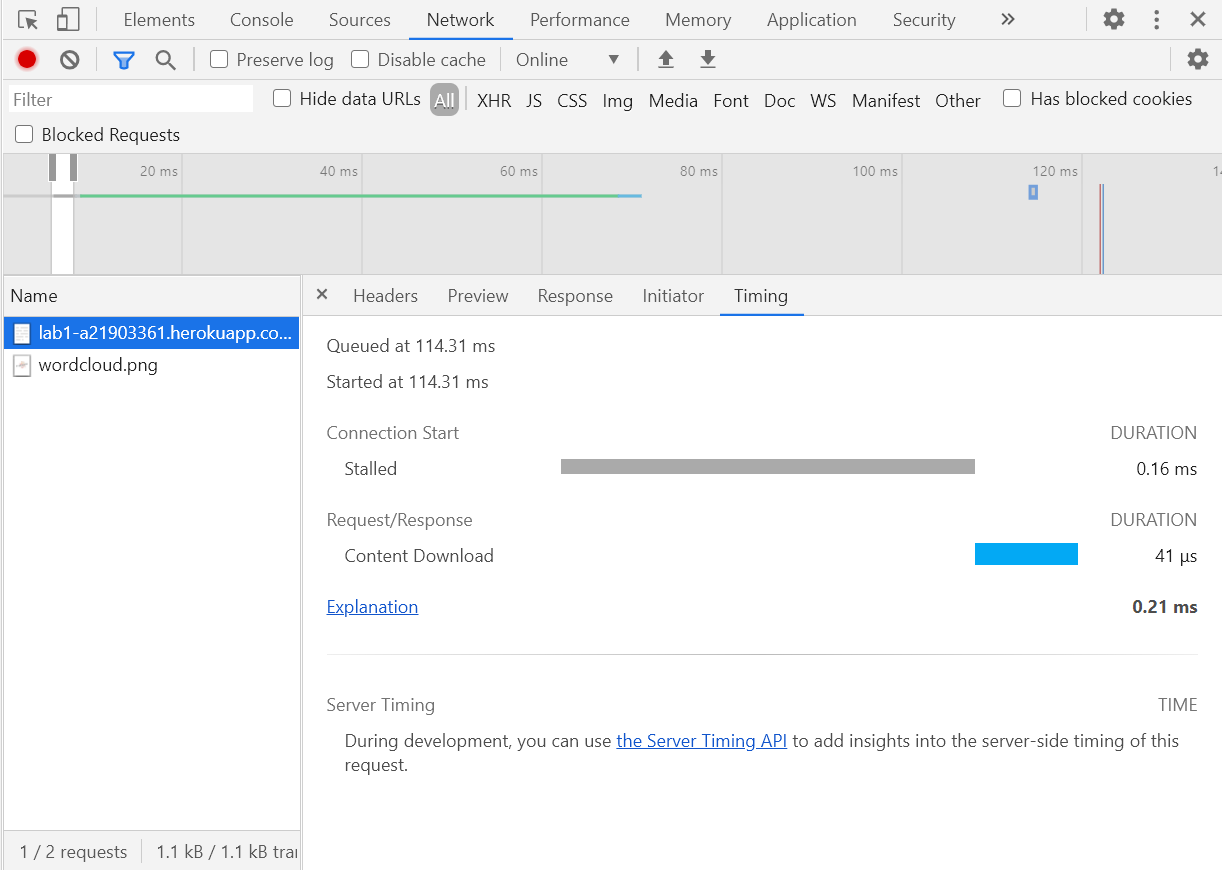 Elements Console Sources Network Performance Memory Application Security »
Preserve log Disable cache Online ▼
Filter Hide data URLs All XHR JS CSS Img Media Font Doc WS Manifest Other Has blocked cookies
Blocked Requests
20 ms 40 ms 60 ms 80 ms 100 ms 120 ms
Name × Headers Preview Response Initiator Timing
lab1-a21903361.herokuapp.co...
wordcloud.png
Queued at 114.31 ms
Started at 114.31 ms
Connection Start DURATION
Stalled 0.16 ms
Request/Response DURATION
Content Download 41 µs
Explanation 0.21 ms
Server Timing TIME
During development, you can use the Server Timing API to add insights into the server-side timing of this
request.
1 / 2 requests 1.1 kB / 1.1 kB